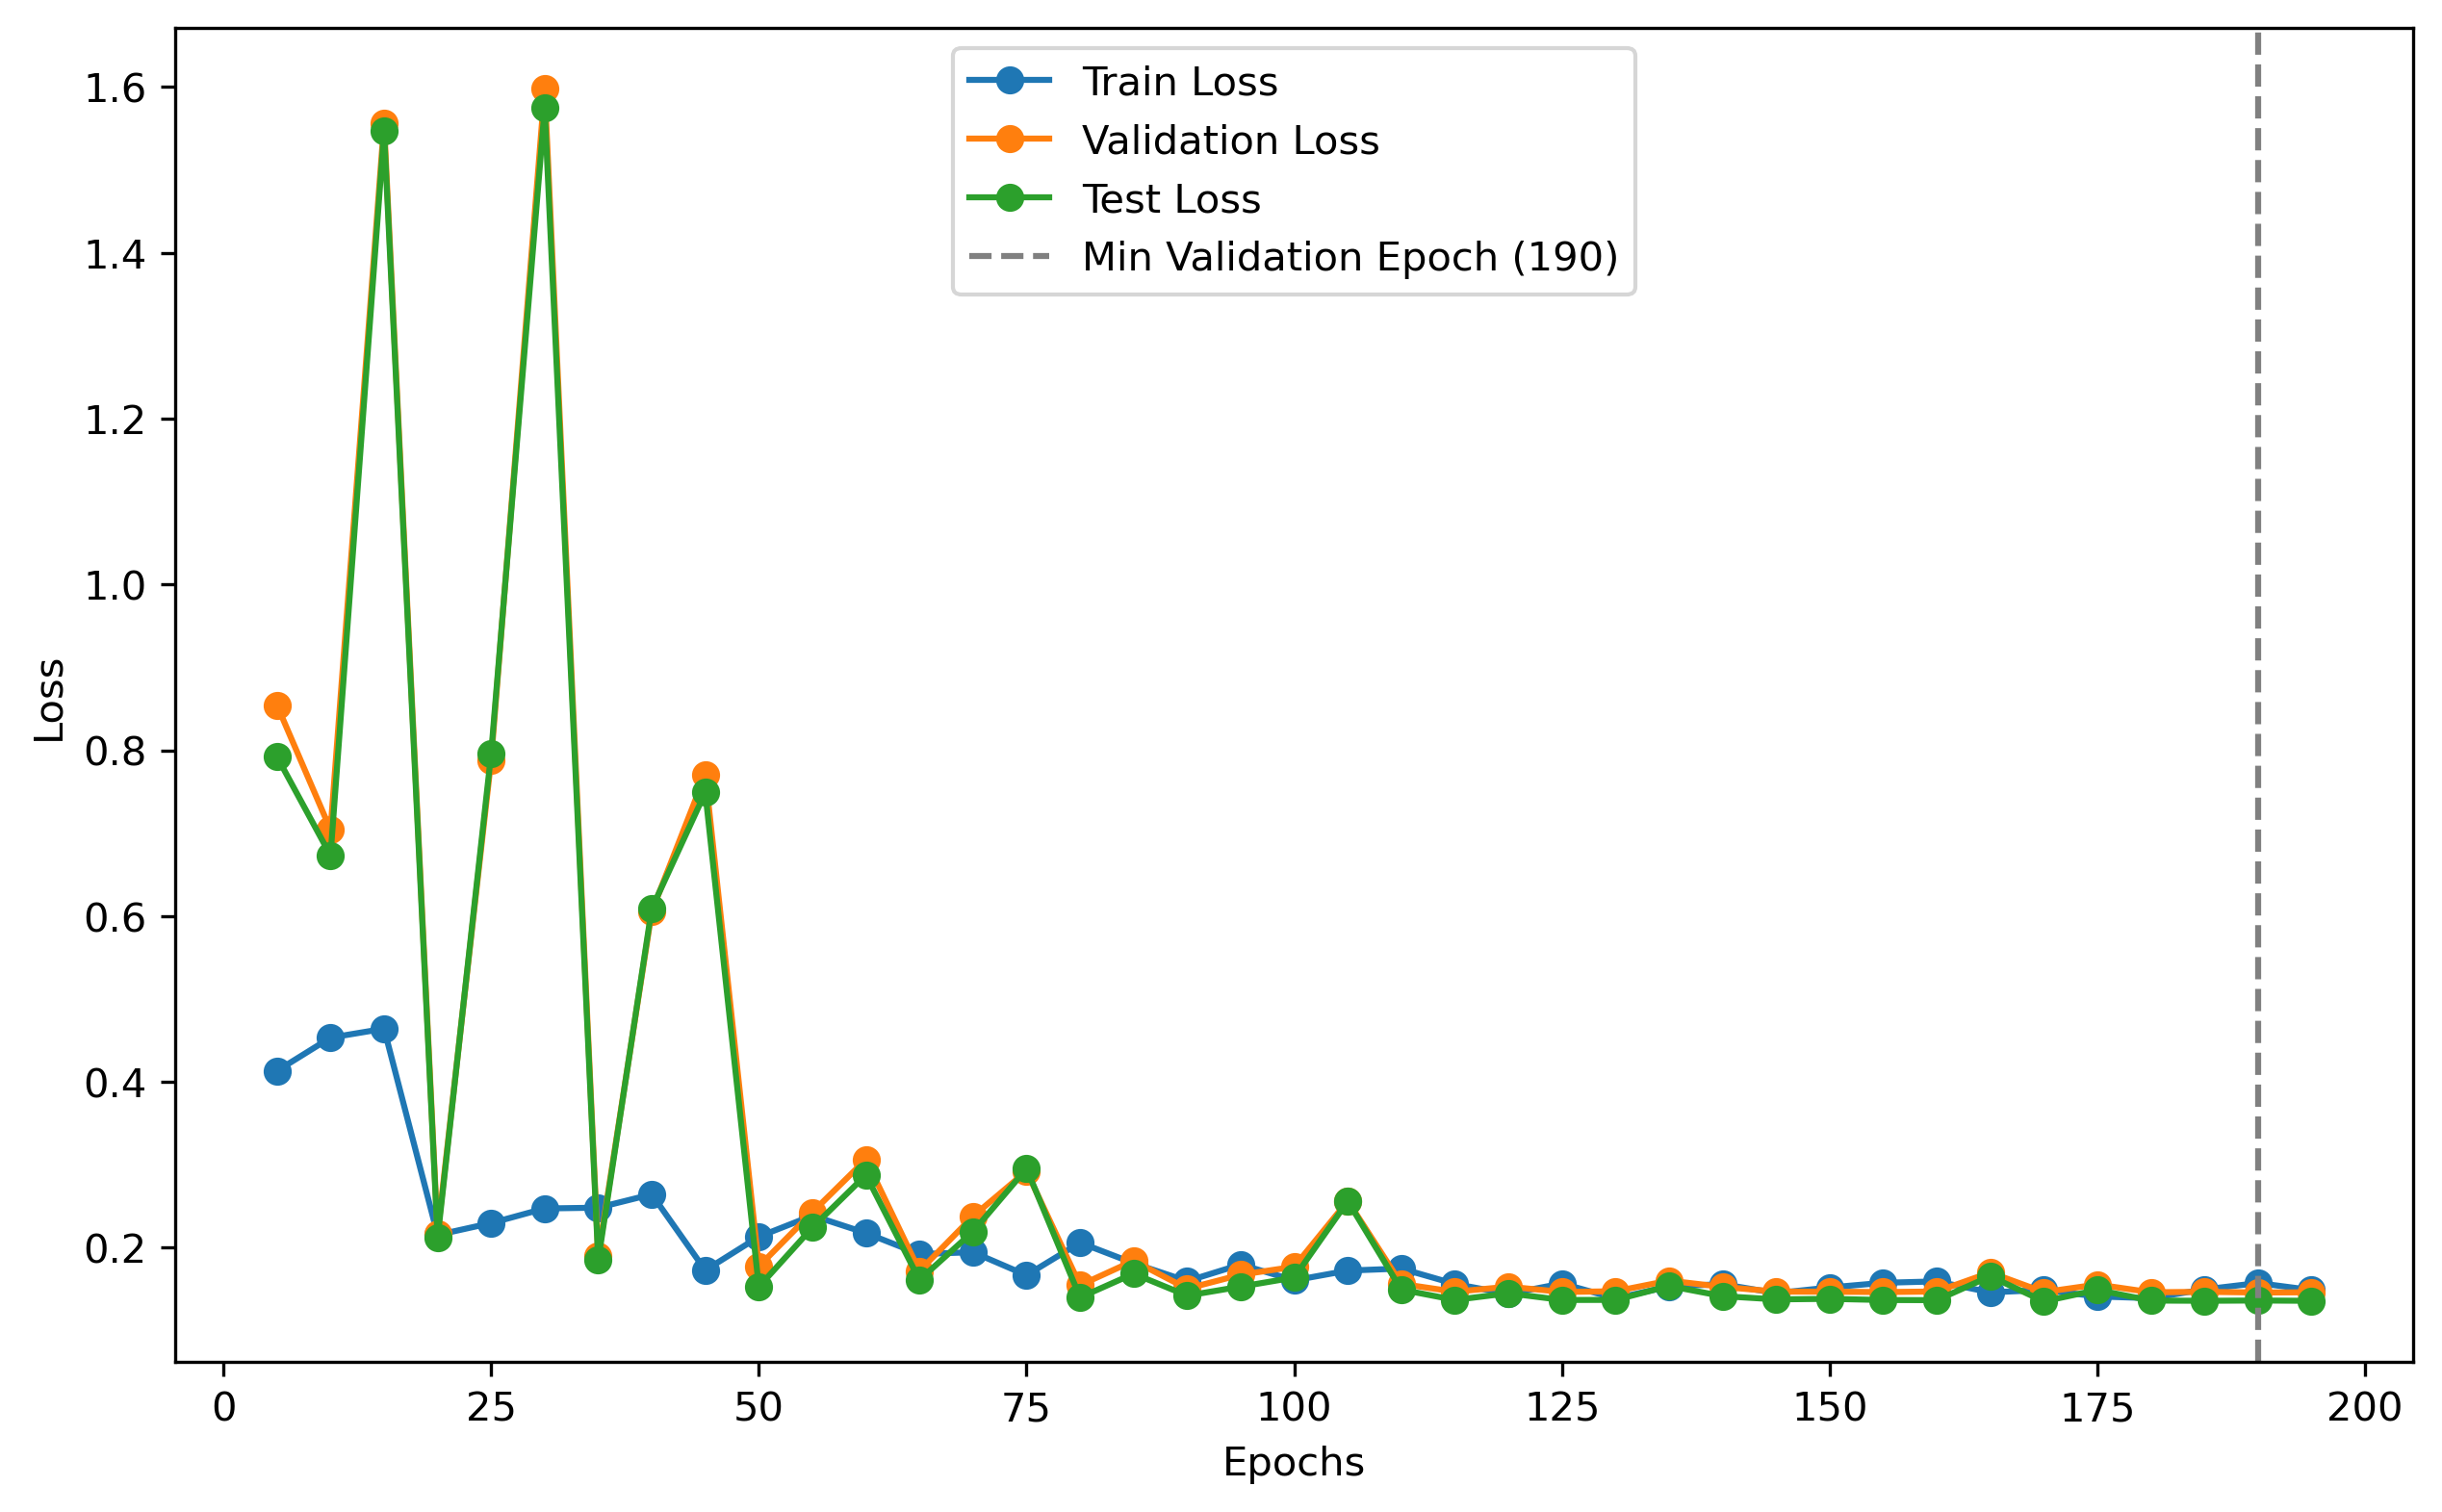 Train Loss
Validation Loss
Test Loss
Min Validation Epoch (190)
1.6
1.4
1.2
1.0
0.8
0.6
0.4
0.2
Loss
0 25 50 75 100 125 150 175 200
Epochs